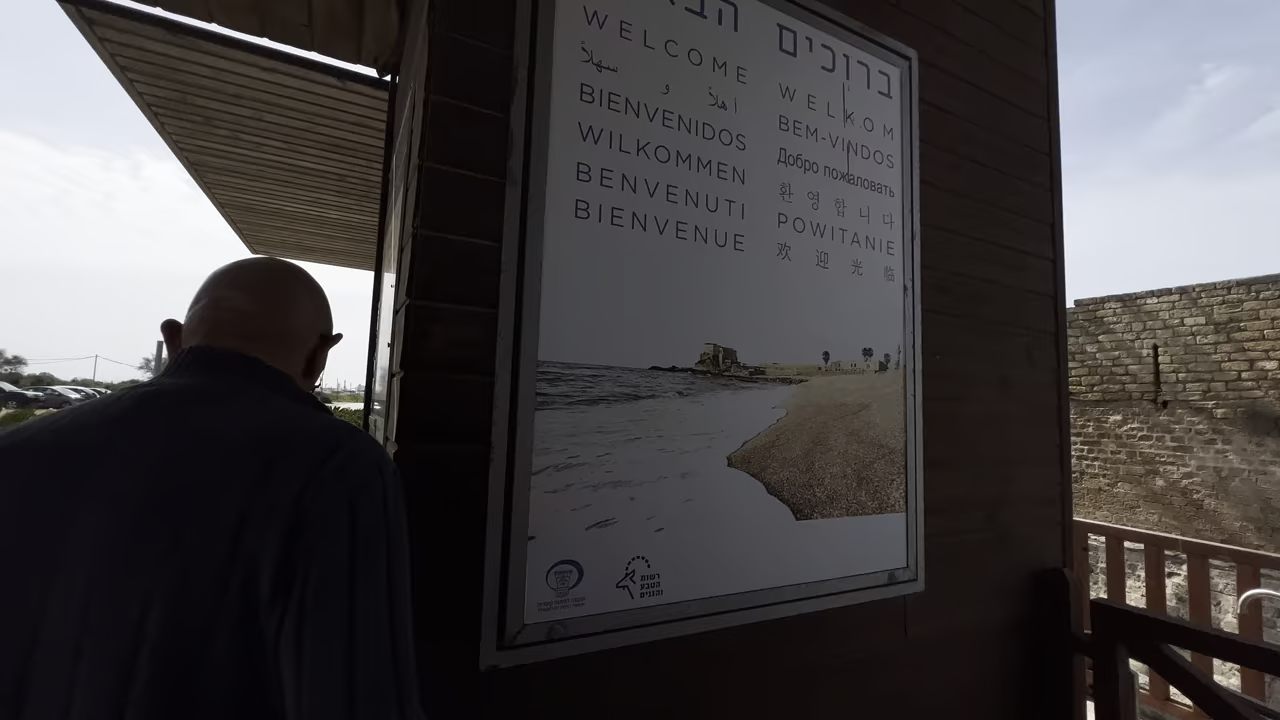 ברוכים
WELCOME
اهلاً و سهلاً
BIENVENIDOS
WILKOMMEN
BENVENUTI
BIENVENUE
WELKOM
BEM-VINDOS
Добро пожаловать
환영합니다
POWITANIE
欢迎光临
רשות
הטבע
והגנים